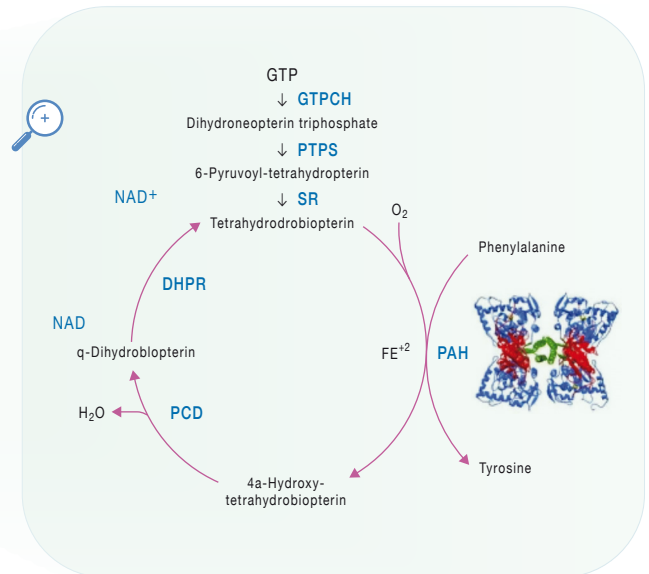 GTP
↓ GTPCH
Dihydroneopterin triphosphate
↓ PTPS
6-Pyruvoyl-tetrahydropterin
↓ SR
NAD+
Tetrahydrodrobiopterin
O2
Phenylalanine
DHPR
NAD
q-Dihydroblopterin
FE+2
PAH
H2O
PCD
4a-Hydroxy-
tetrahydrobiopterin
Tyrosine